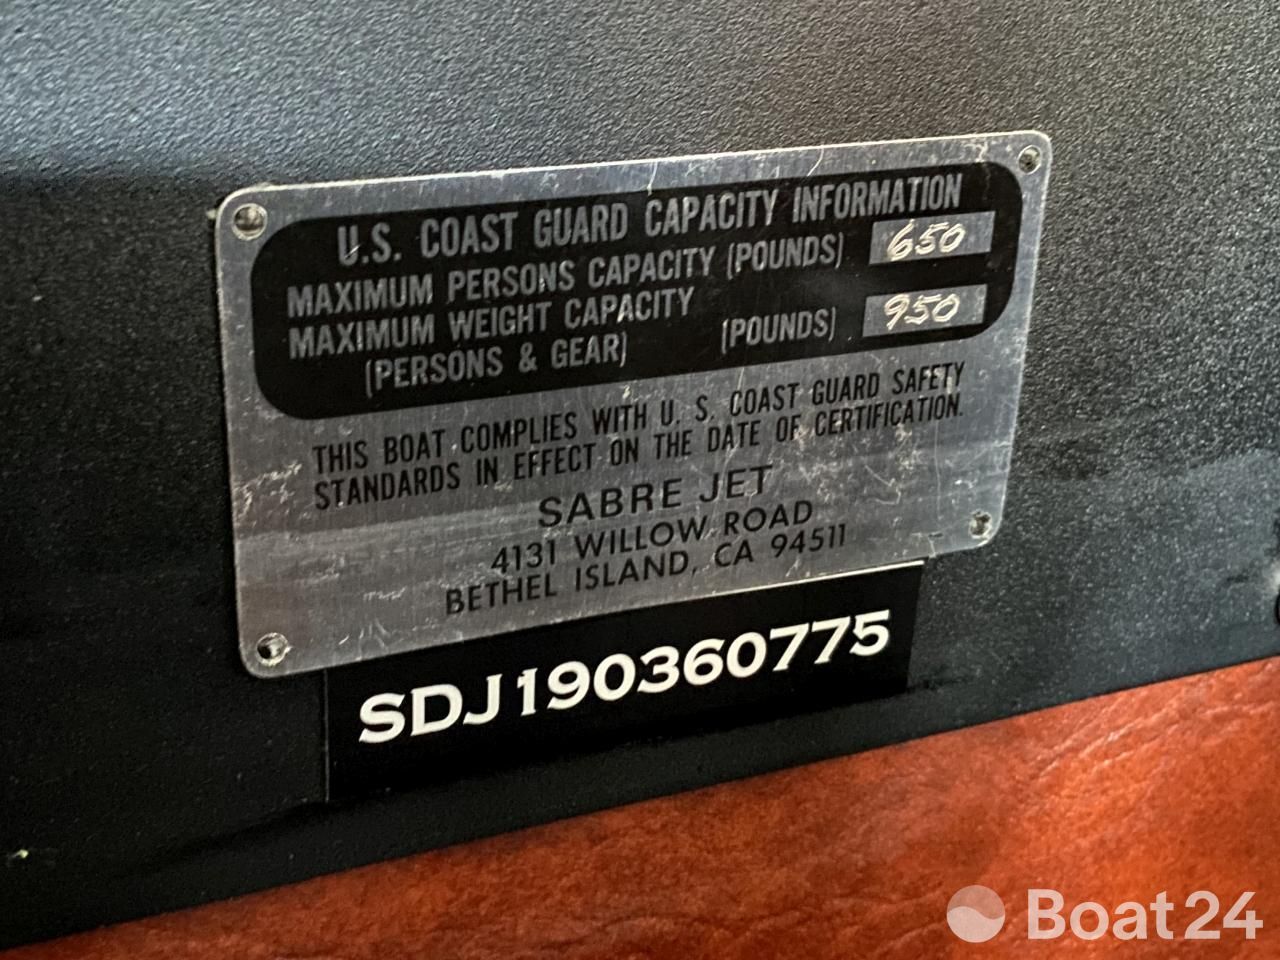 U.S. COAST GUARD CAPACITY INFORMATION
MAXIMUM PERSONS CAPACITY (POUNDS) 650
MAXIMUM WEIGHT CAPACITY
(PERSONS & GEAR) (POUNDS) 950
THIS BOAT COMPLIES WITH U. S. COAST GUARD SAFETY
STANDARDS IN EFFECT ON THE DATE OF CERTIFICATION.
SABRE JET
4131 WILLOW ROAD
BETHEL ISLAND, CA 94511
SDJ190360775
Boat24